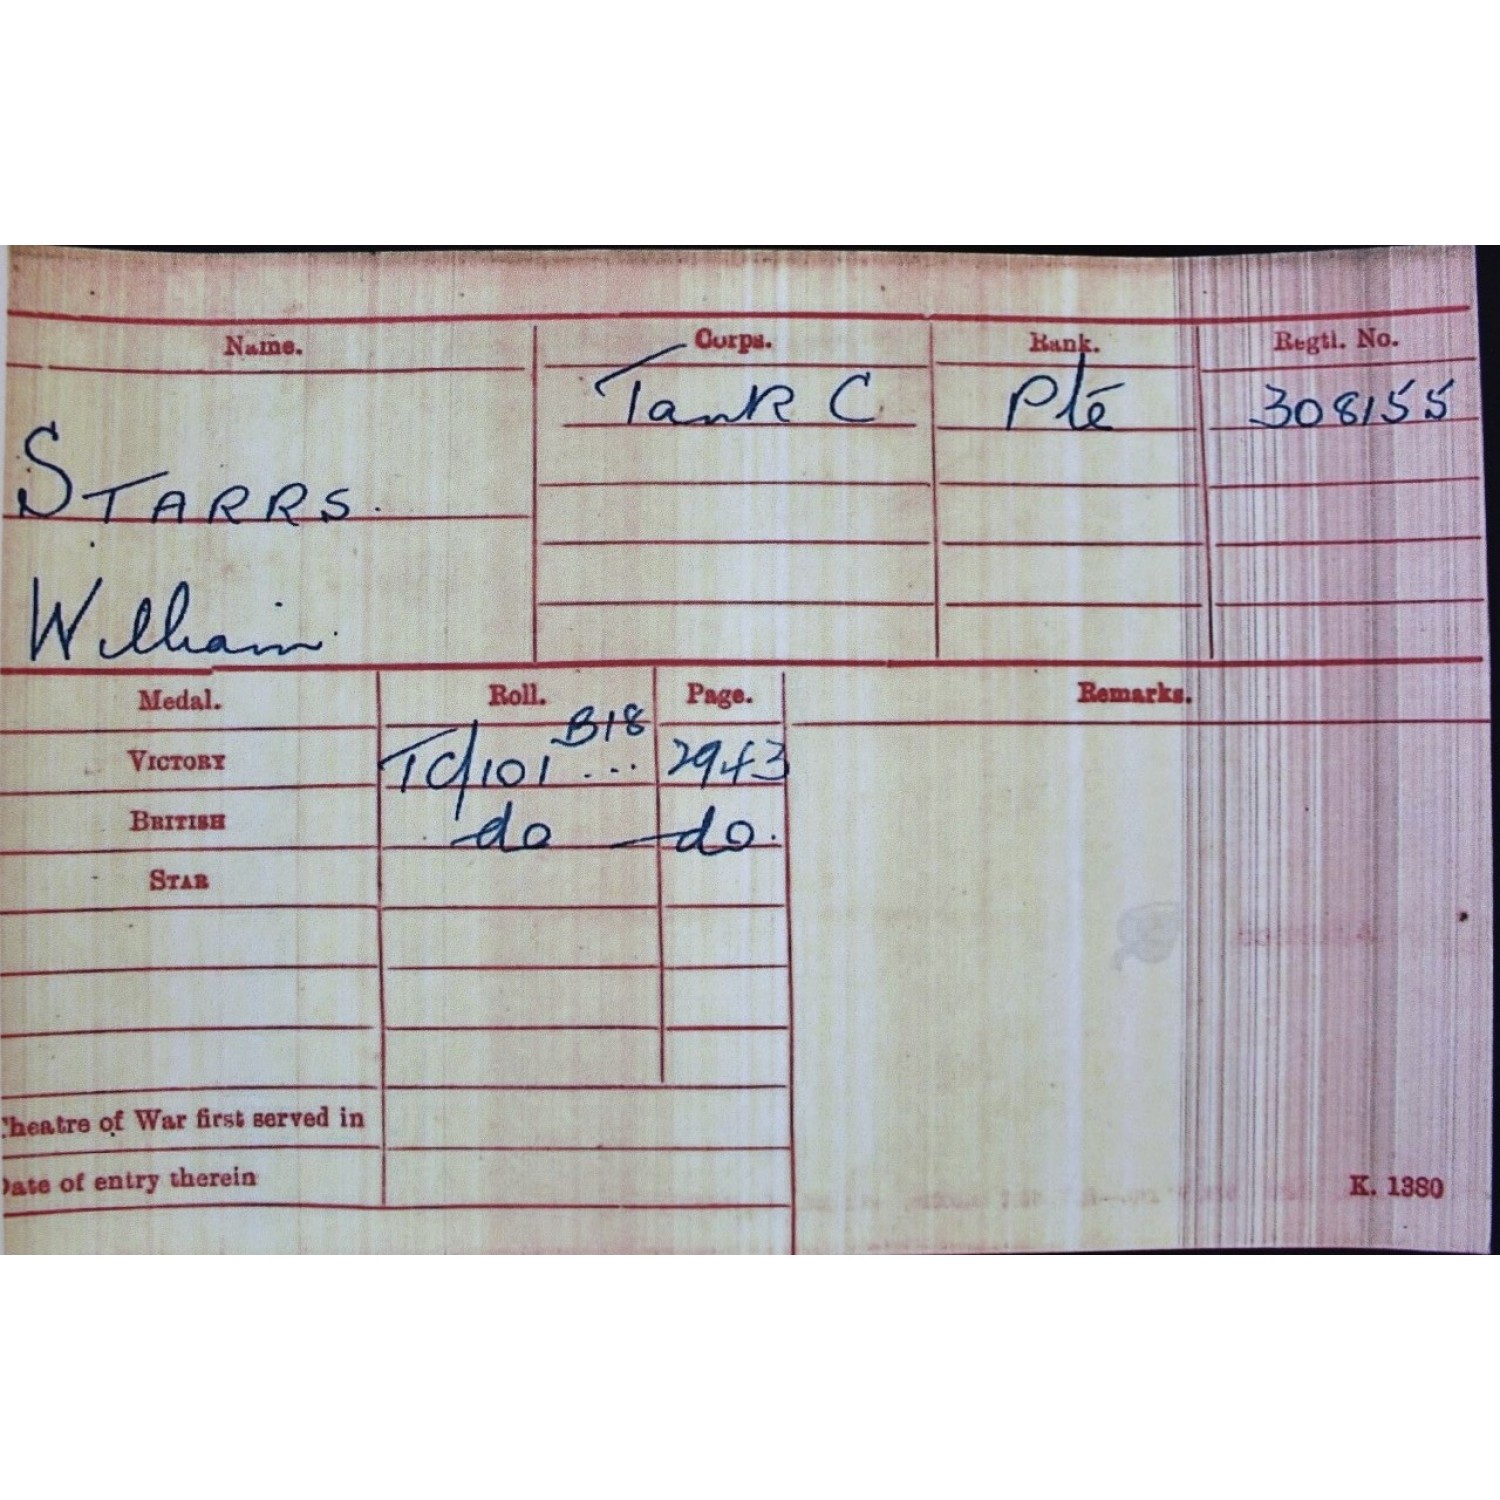 Name. Corps. Rank. Regtl. No.
Tank C Pte 308155
STARRS.
William
Medal. Roll. Page. Remarks.
VICTORY TC/101 B18 ... 2943
BRITISH do do.
STAR
Theatre of War first served in
Date of entry therein
K. 1380